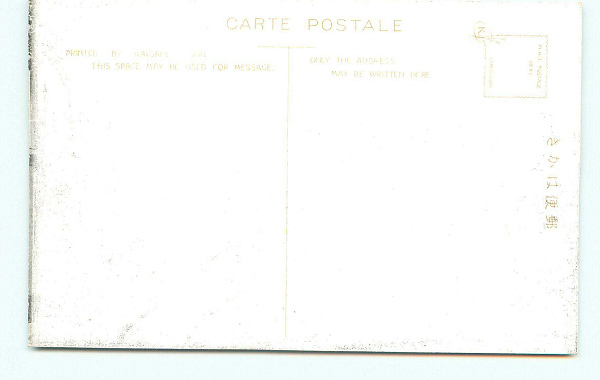 CARTE POSTALE
PRINTED BY
THIS SPACE MAY BE USED FOR MESSAGE.
ONLY THE ADDRESS
MAY BE WRITTEN HERE
きかは便郵